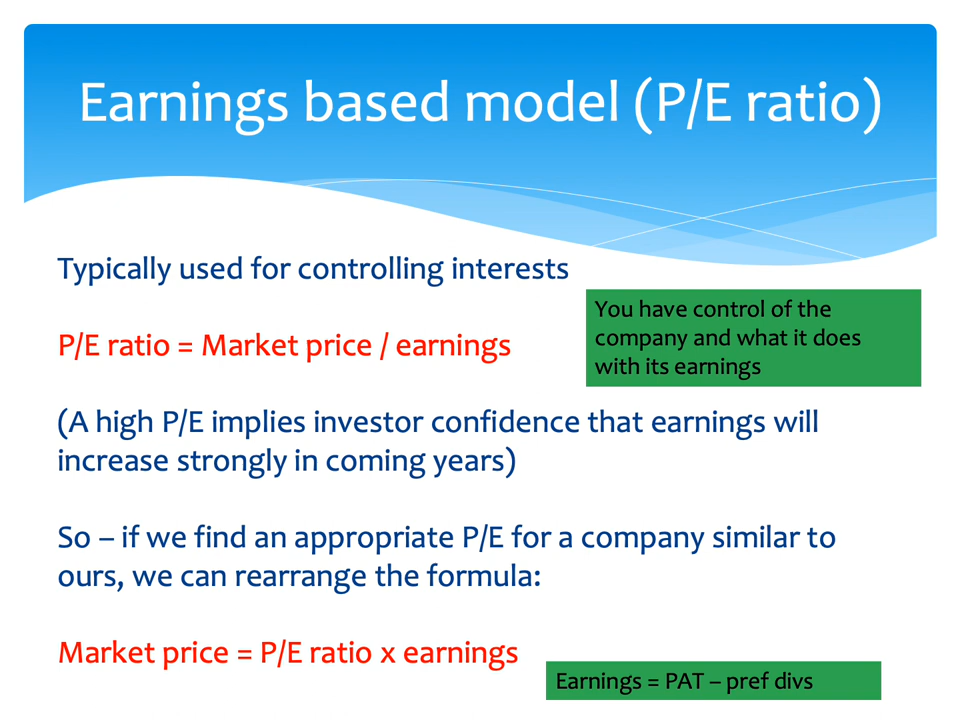 Earnings based model (P/E ratio)
Typically used for controlling interests
You have control of the
company and what it does
with its earnings
P/E ratio = Market price / earnings
(A high P/E implies investor confidence that earnings will
increase strongly in coming years)
So – if we find an appropriate P/E for a company similar to
ours, we can rearrange the formula:
Market price = P/E ratio x earnings
Earnings = PAT – pref divs